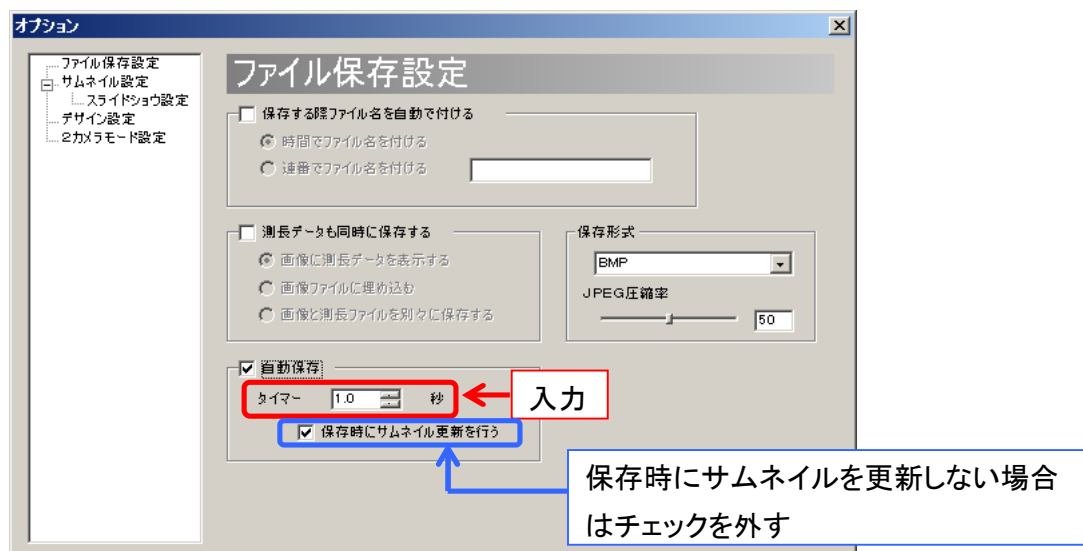 オプション
ファイル保存設定
サムネイル設定
スライドショウ設定
デザイン設定
2カメラモード設定
ファイル保存設定
保存する際ファイル名を自動で付ける
時間でファイル名を付ける
連番でファイル名を付ける
測長データも同時に保存する
画像に測長データを表示する
画像ファイルに埋め込む
画像と測長ファイルを別々に保存する
保存形式
BMP
JPEG圧縮率
50
自動保存
タイマー 1.0 秒
入力
保存時にサムネイル更新を行う
保存時にサムネイルを更新しない場合
はチェックを外す